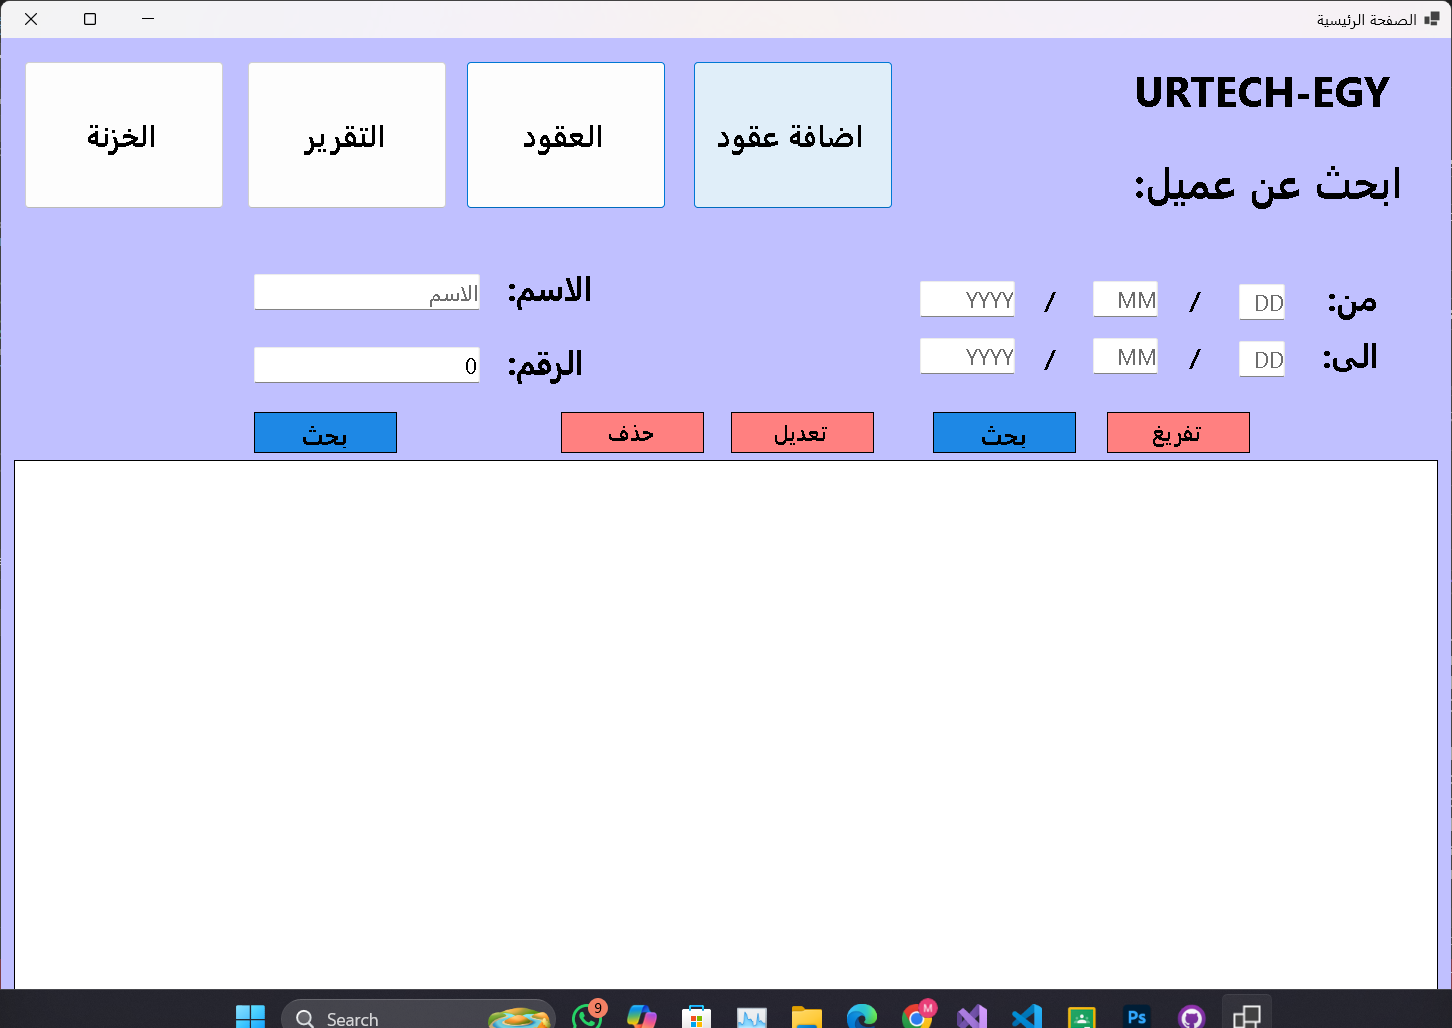 الصفحة الرئيسية
URTECH-EGY
اضافة عقود
العقود
التقرير
الخزنة
ابحث عن عميل:
من:
DD
/
MM
/
YYYY
الى:
DD
/
MM
/
YYYY
الاسم:
الاسم
الرقم:
0
تفريغ
بحث
تعديل
حذف
بحث
Search
9
M
Ps